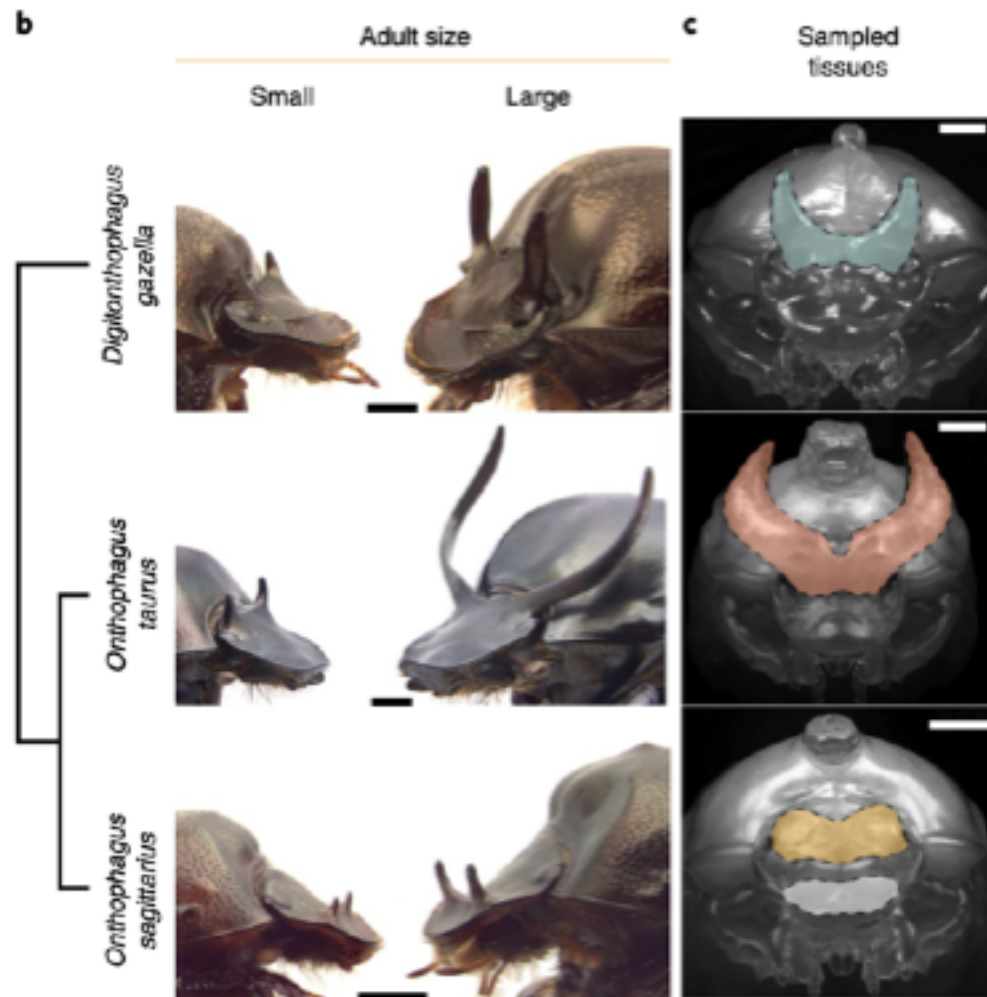 b
Adult size
Small
Large
c
Sampled
tissues
Digitonthophagus
gazella
Onthophagus
taurus
Onthophagus
sagittarius